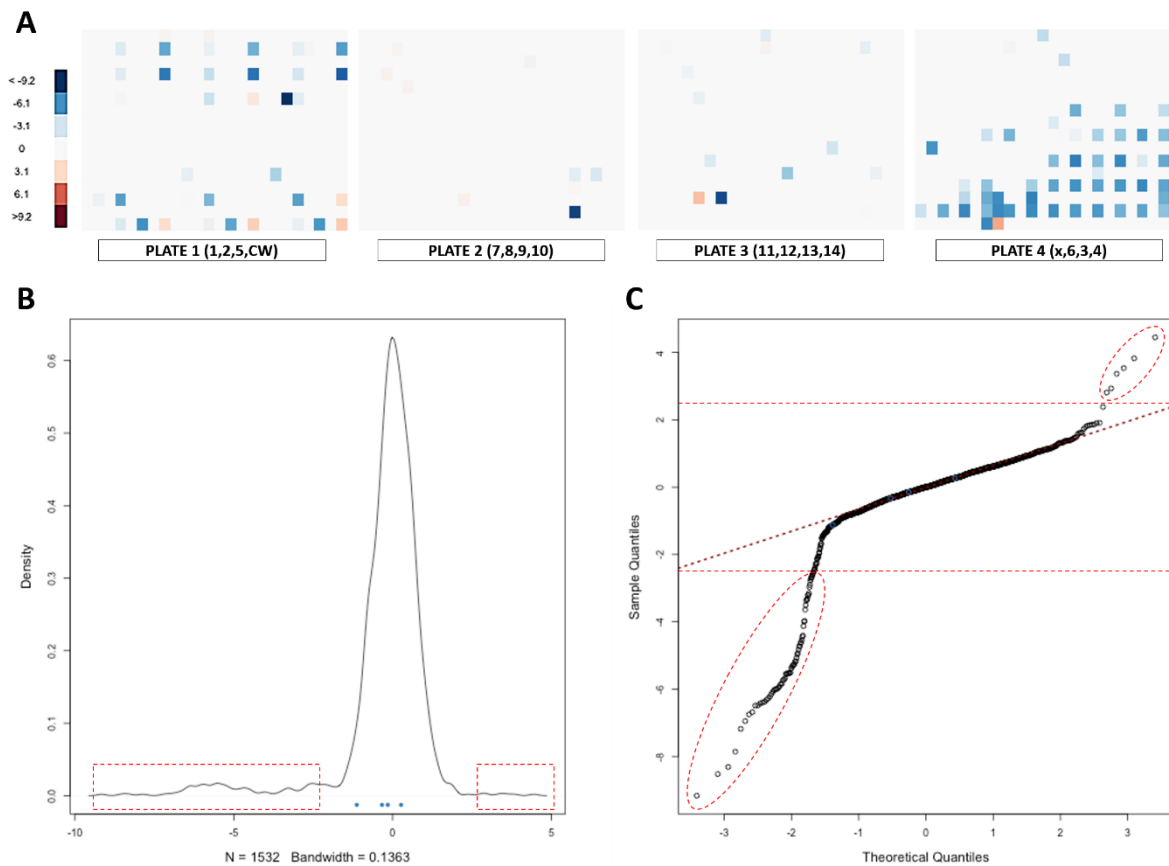 A
< -9.2
-6.1
-3.1
0
3.1
6.1
>9.2
PLATE 1 (1,2,5,CW)
PLATE 2 (7,8,9,10)
PLATE 3 (11,12,13,14)
PLATE 4 (x,6,3,4)
B
Density
0.6
0.5
0.4
0.3
0.2
0.1
0.0
-10
-5
0
5
N = 1532 Bandwidth = 0.1363
C
Sample Quantiles
4
2
0
-2
-4
-6
-8
-3
-2
-1
0
1
2
3
Theoretical Quantiles